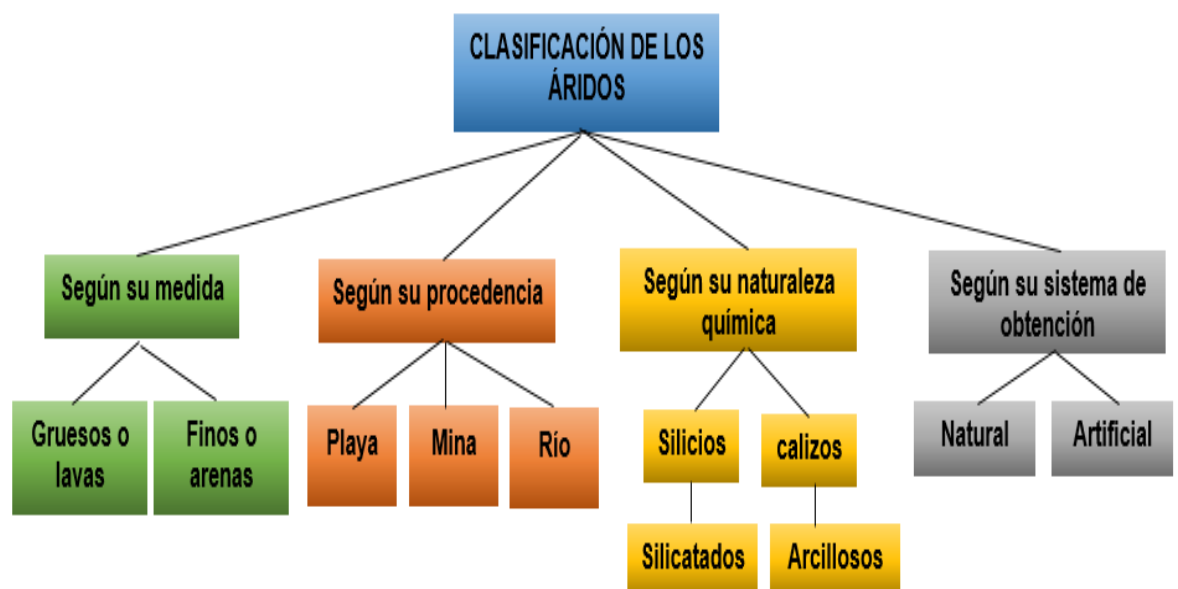 CLASIFICACIÓN DE LOS
ÁRIDOS
Según su medida
Según su procedencia
Según su naturaleza
química
Según su sistema de
obtención
Gruesos o
lavas
Finos o
arenas
Playa
Mina
Río
Silicios
calizos
Natural
Artificial
Silicatados
Arcillosos